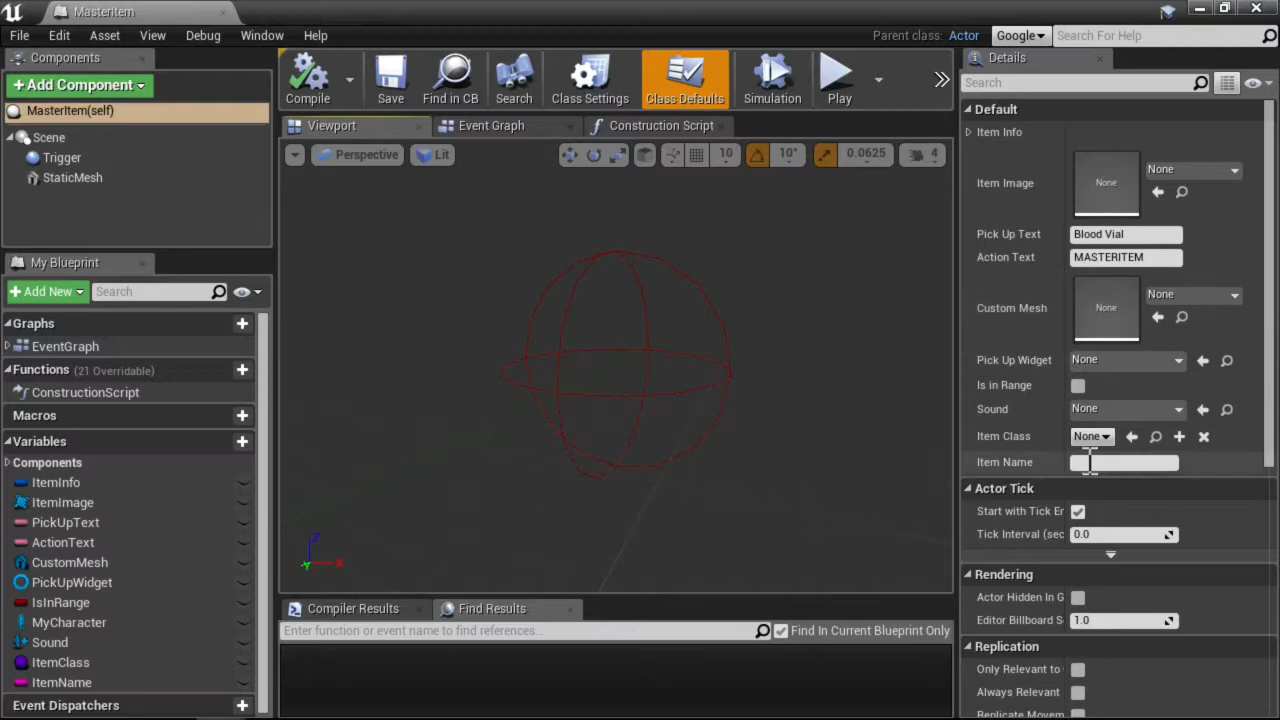 MasterItem
File Edit Asset View Debug Window Help
Parent class: Actor Google Search For Help
Components
Add Component
MasterItem(self)
Scene
Trigger
StaticMesh
My Blueprint
Add New Search
Graphs
EventGraph
Functions (21 Overridable)
ConstructionScript
Macros
Variables
Components
ItemInfo
ItemImage
PickUpText
ActionText
CustomMesh
PickUpWidget
IsInRange
MyCharacter
Sound
ItemClass
ItemName
Event Dispatchers
Compile Save Find in CB Search Class Settings Class Defaults Simulation Play
Viewport Event Graph Construction Script
Perspective Lit 10 10° 0.0625 4
Z
X
Y
Compiler Results Find Results
Enter function or event name to find references... Find In Current Blueprint Only
Details
Search
Default
Item Info
Item Image None None
Pick Up Text Blood Vial
Action Text MASTERITEM
Custom Mesh None None
Pick Up Widget None
Is in Range
Sound None
Item Class None
Item Name
Actor Tick
Start with Tick En
Tick Interval (sec 0.0
Rendering
Actor Hidden In G
Editor Billboard S 1.0
Replication
Only Relevant to
Always Relevant
Replicate Movem